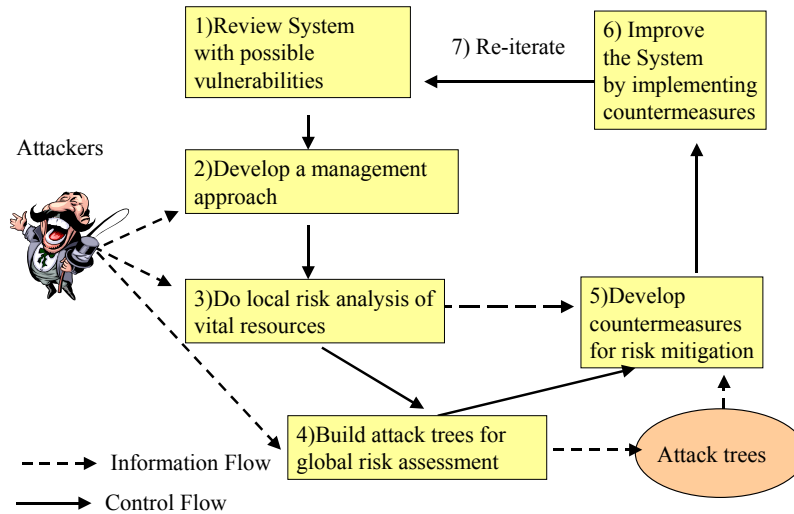 1)Review System
with possible
vulnerabilities
7) Re-iterate
6) Improve
the System
by implementing
countermeasures
Attackers
2)Develop a management
approach
3)Do local risk analysis of
vital resources
5)Develop
countermeasures
for risk mitigation
4)Build attack trees for
global risk assessment
Attack trees
Information Flow
Control Flow